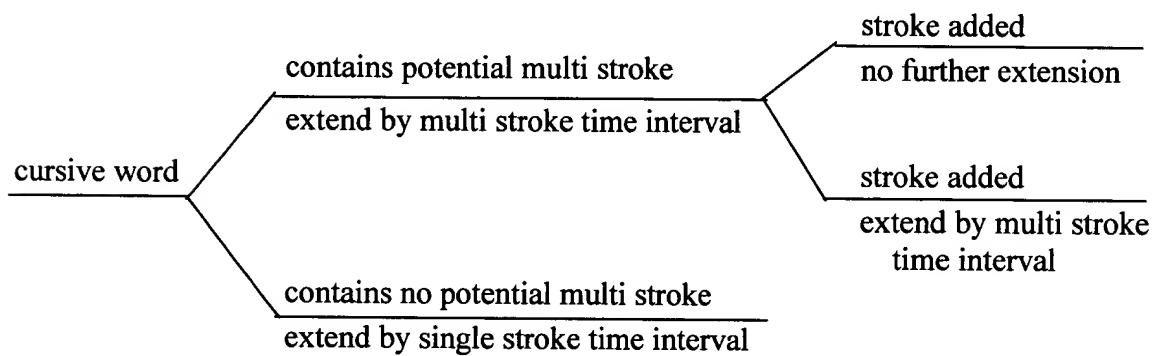 stroke added
no further extension
contains potential multi stroke
extend by multi stroke time interval
cursive word
stroke added
extend by multi stroke
time interval
contains no potential multi stroke
extend by single stroke time interval